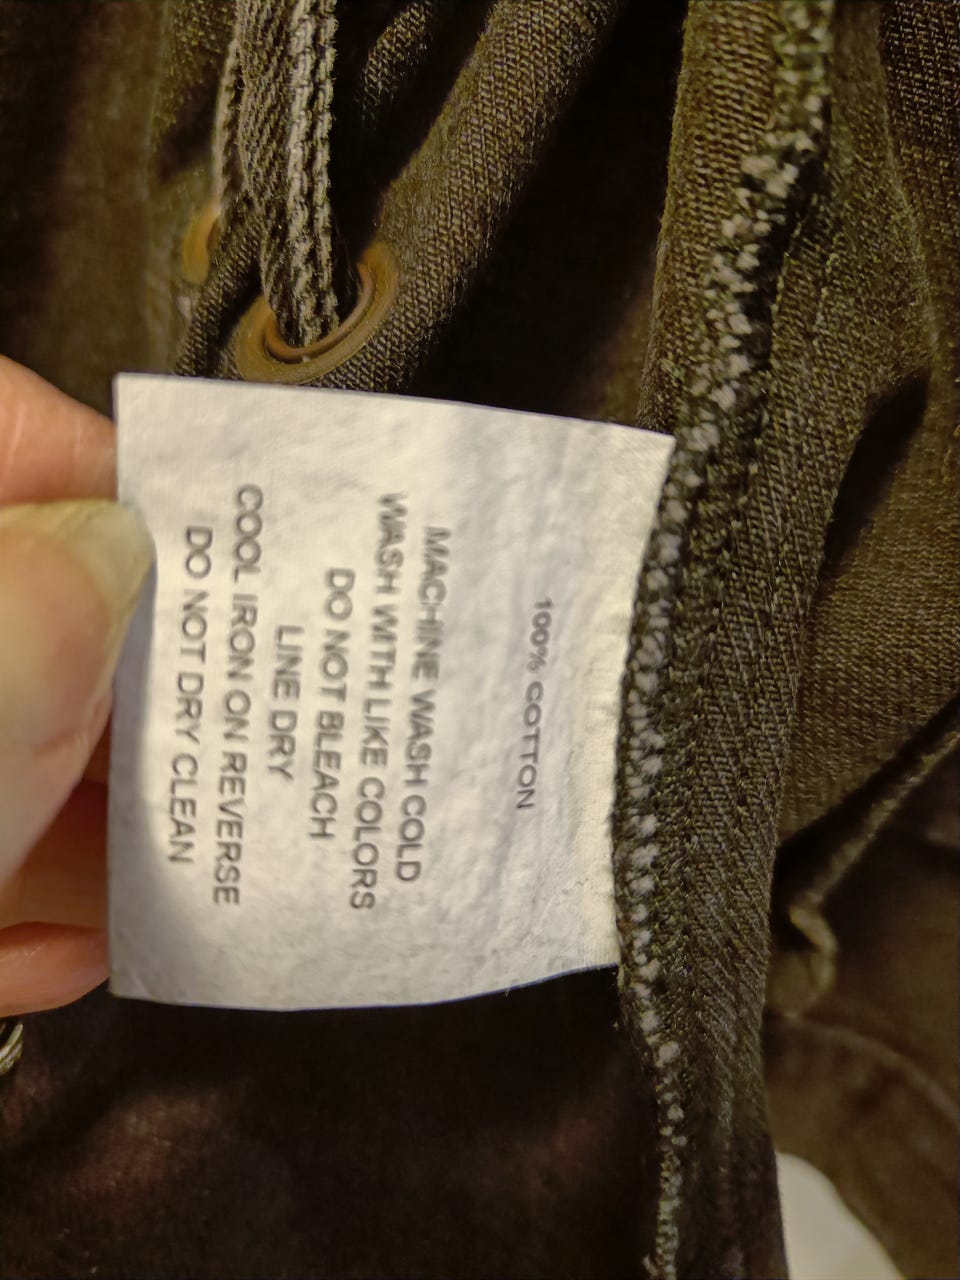 100% COTTON
MACHINE WASH COLD
WASH WITH LIKE COLORS
DO NOT BLEACH
LINE DRY
COOL IRON ON REVERSE
DO NOT DRY CLEAN